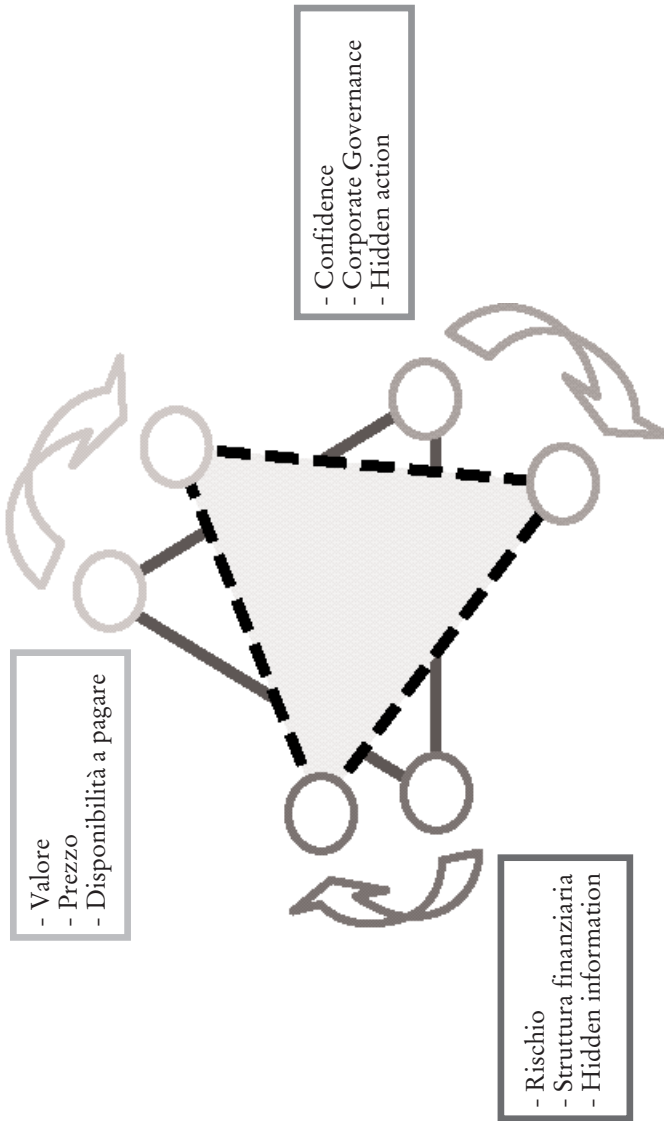 - Valore
- Prezzo
- Disponibilità a pagare
- Confidence
- Corporate Governance
- Hidden action
- Rischio
- Struttura finanziaria
- Hidden information